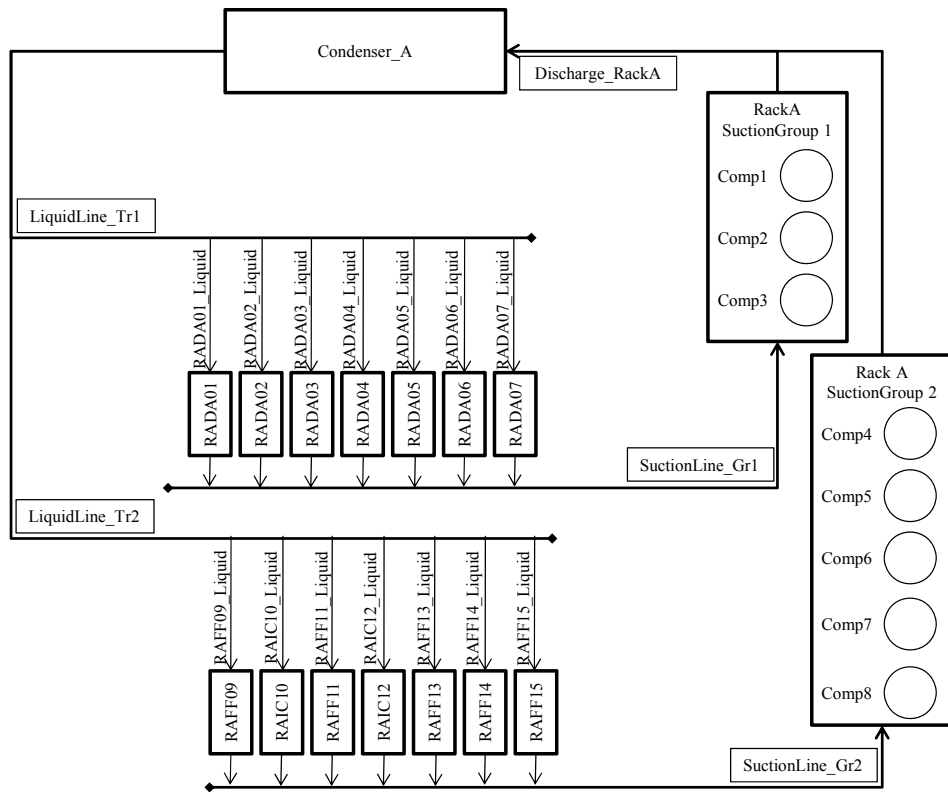 Condenser_A
Discharge_RackA
RackA
SuctionGroup 1
Comp1
Comp2
Comp3
LiquidLine_Tr1
RADA01_Liquid
RADA02_Liquid
RADA03_Liquid
RADA04_Liquid
RADA05_Liquid
RADA06_Liquid
RADA07_Liquid
RADA01
RADA02
RADA03
RADA04
RADA05
RADA06
RADA07
SuctionLine_Gr1
Rack A
SuctionGroup 2
Comp4
Comp5
Comp6
Comp7
Comp8
LiquidLine_Tr2
RAFF09_Liquid
RAIC10_Liquid
RAFF11_Liquid
RAIC12_Liquid
RAFF13_Liquid
RAFF14_Liquid
RAFF15_Liquid
RAFF09
RAIC10
RAFF11
RAIC12
RAFF13
RAFF14
RAFF15
SuctionLine_Gr2